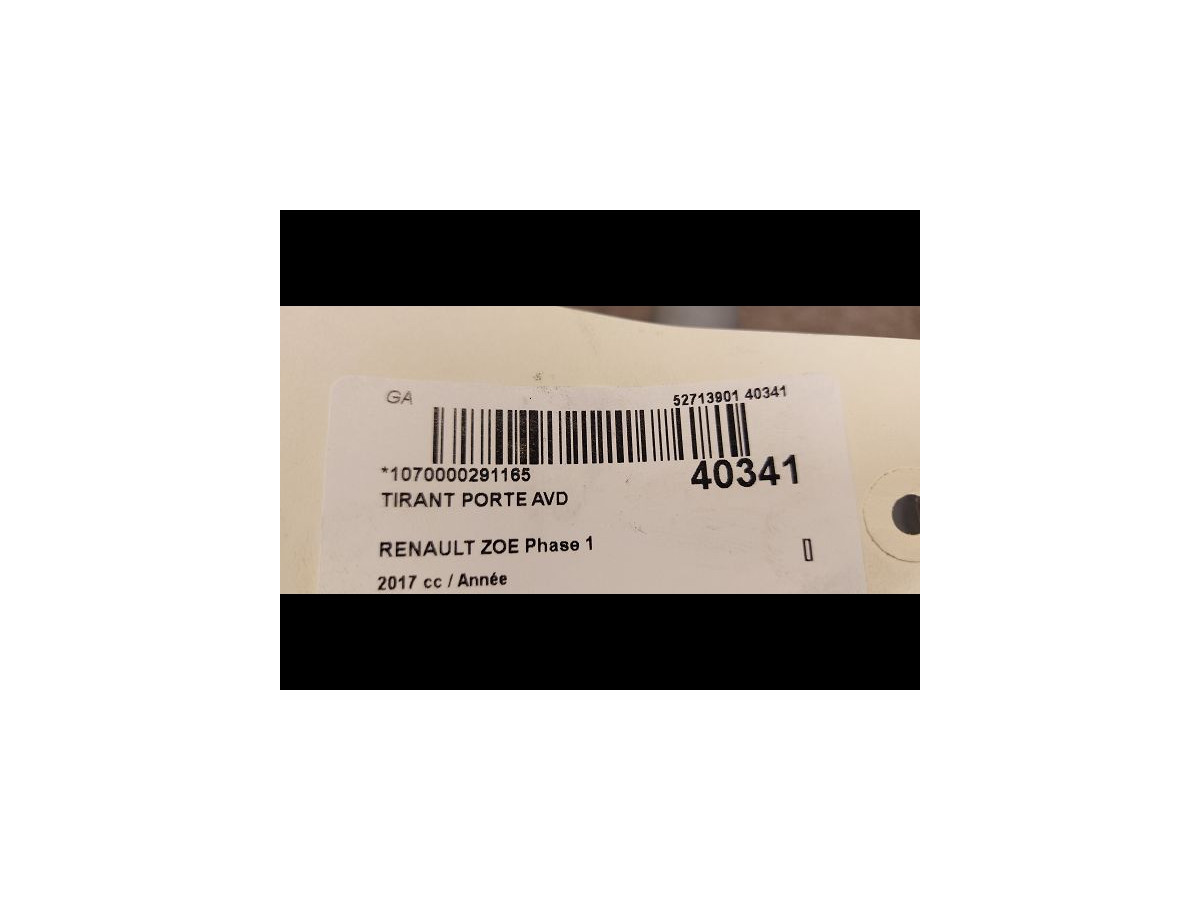 GA
52713901 40341
*1070000291165
40341
TIRANT PORTE AVD
RENAULT ZOE Phase 1
2017 cc / Année